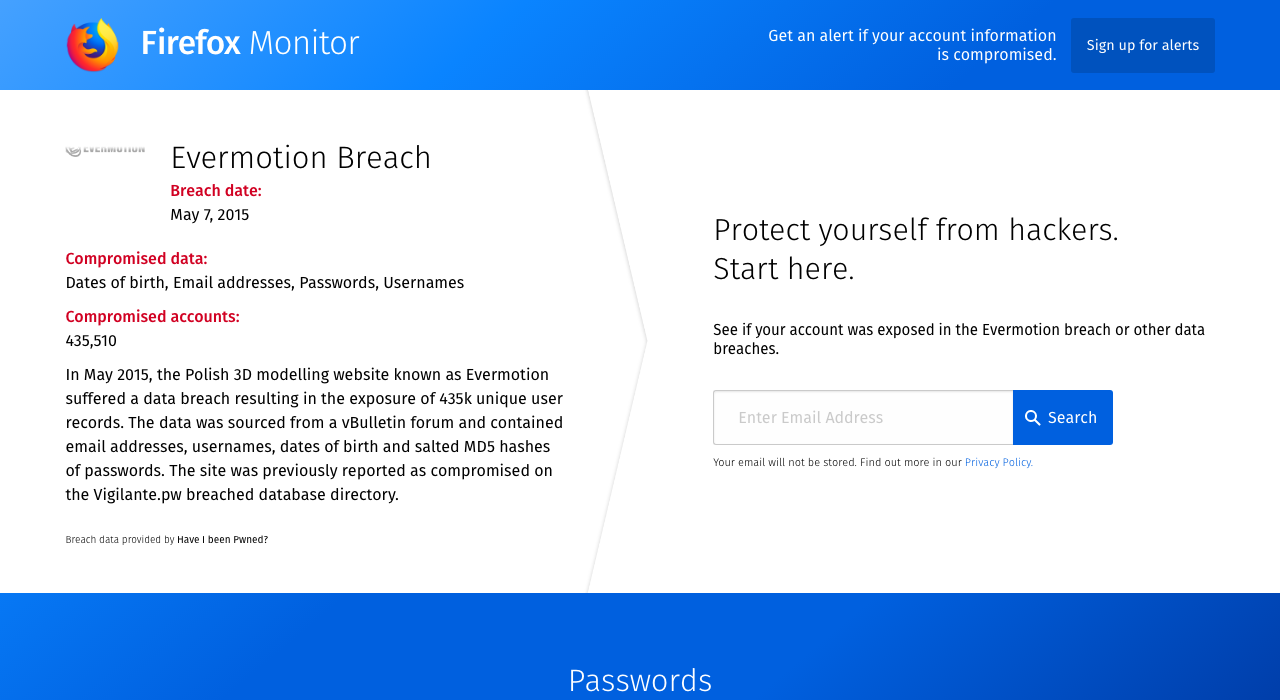 Firefox Monitor
Get an alert if your account information
is compromised.
Sign up for alerts
EVERMOTION
Evermotion Breach
Breach date:
May 7, 2015
Compromised data:
Dates of birth, Email addresses, Passwords, Usernames
Compromised accounts:
435,510
In May 2015, the Polish 3D modelling website known as Evermotion
suffered a data breach resulting in the exposure of 435k unique user
records. The data was sourced from a vBulletin forum and contained
email addresses, usernames, dates of birth and salted MD5 hashes
of passwords. The site was previously reported as compromised on
the Vigilante.pw breached database directory.
Breach data provided by Have I been Pwned?
Protect yourself from hackers.
Start here.
See if your account was exposed in the Evermotion breach or other data
breaches.
Enter Email Address
Search
Your email will not be stored. Find out more in our Privacy Policy.
Passwords